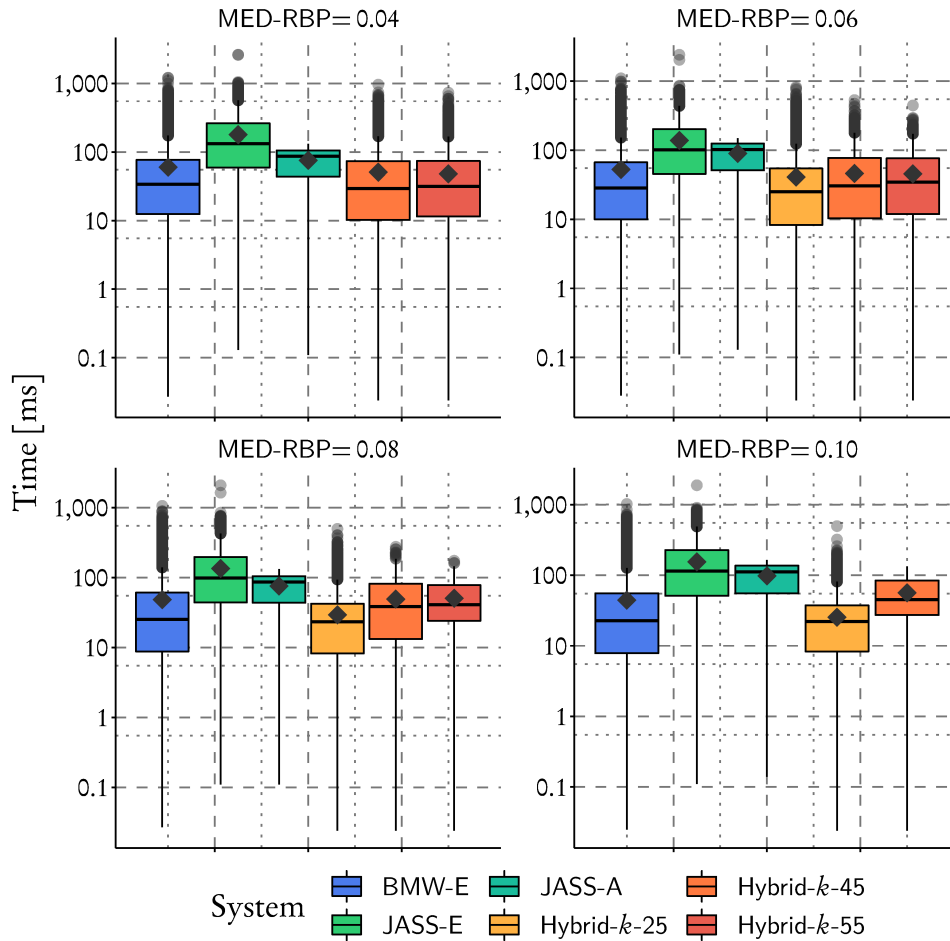 MED-RBP= 0.04
MED-RBP= 0.06
1,000
100
10
1
0.1
1,000
100
10
1
0.1
Time [ms]
MED-RBP= 0.08
MED-RBP= 0.10
1,000
100
10
1
0.1
1,000
100
10
1
0.1
System
BMW-E
JASS-A
Hybrid-k-45
JASS-E
Hybrid-k-25
Hybrid-k-55